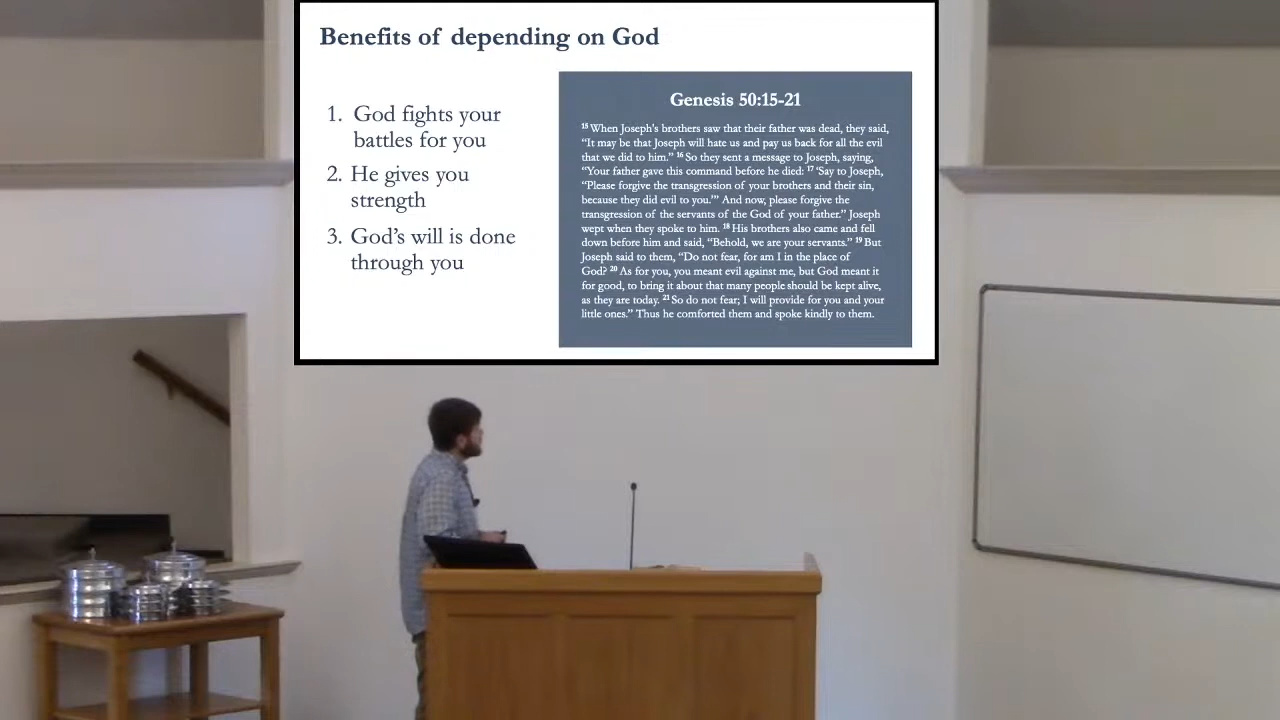 Benefits of depending on God
1. God fights your
battles for you
2. He gives you
strength
3. God's will is done
through you
Genesis 50:15-21
15 When Joseph's brothers saw that their father was dead, they said,
"It may be that Joseph will hate us and pay us back for all the evil
that we did to him." 16 So they sent a message to Joseph, saying,
"Your father gave this command before he died: 17 'Say to Joseph,
"Please forgive the transgression of your brothers and their sin,
because they did evil to you."' And now, please forgive the
transgression of the servants of the God of your father." Joseph
wept when they spoke to him. 18 His brothers also came and fell
down before him and said, "Behold, we are your servants." 19 But
Joseph said to them, "Do not fear, for am I in the place of
God? 20 As for you, you meant evil against me, but God meant it
for good, to bring it about that many people should be kept alive,
as they are today. 21 So do not fear; I will provide for you and your
little ones." Thus he comforted them and spoke kindly to them.